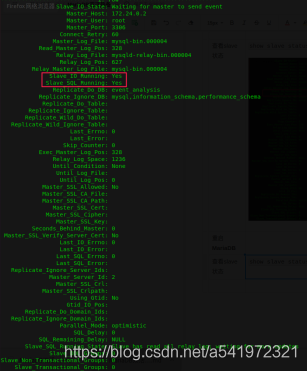 Slave_IO_State: Waiting for master to send event
Master_Host: 172.24.0.2
Master_User: root
Master_Port: 3306
Connect_Retry: 60
Master_Log_File: mysql-bin.000004
Read_Master_Log_Pos: 328
Relay_Log_File: mysqld-relay-bin.000004
Relay_Log_Pos: 627
Relay_Master_Log_File: mysql-bin.000004
Slave_IO_Running: Yes
Slave_SQL_Running: Yes
Replicate_Do_DB: event_analysis
Replicate_Ignore_DB: mysql,information_schema,performance_schema
Replicate_Do_Table:
Replicate_Ignore_Table:
Replicate_Wild_Do_Table:
Replicate_Wild_Ignore_Table:
Last_Errno: 0
Last_Error:
Skip_Counter: 0
Exec_Master_Log_Pos: 328
Relay_Log_Space: 1236
Until_Condition: None
Until_Log_File:
Until_Log_Pos: 0
Master_SSL_Allowed: No
Master_SSL_CA_File:
Master_SSL_CA_Path:
Master_SSL_Cert:
Master_SSL_Cipher:
Master_SSL_Key:
Seconds_Behind_Master: 0
Master_SSL_Verify_Server_Cert: No
Last_IO_Errno: 0
Last_IO_Error:
Last_SQL_Errno: 0
Last_SQL_Error:
Replicate_Ignore_Server_Ids:
Master_Server_Id: 2
Master_SSL_Crl:
Master_SSL_Crlpath:
Using_Gtid: No
Gtid_IO_Pos:
Replicate_Do_Domain_Ids:
Replicate_Ignore_Domain_Ids:
Parallel_Mode: optimistic
SQL_Delay: 0
SQL_Remaining_Delay: NULL
https://blog.csdn.net/a541972321
Slave_Non_Transactional_Groups: 0
Slave_Transactional_Groups: 0